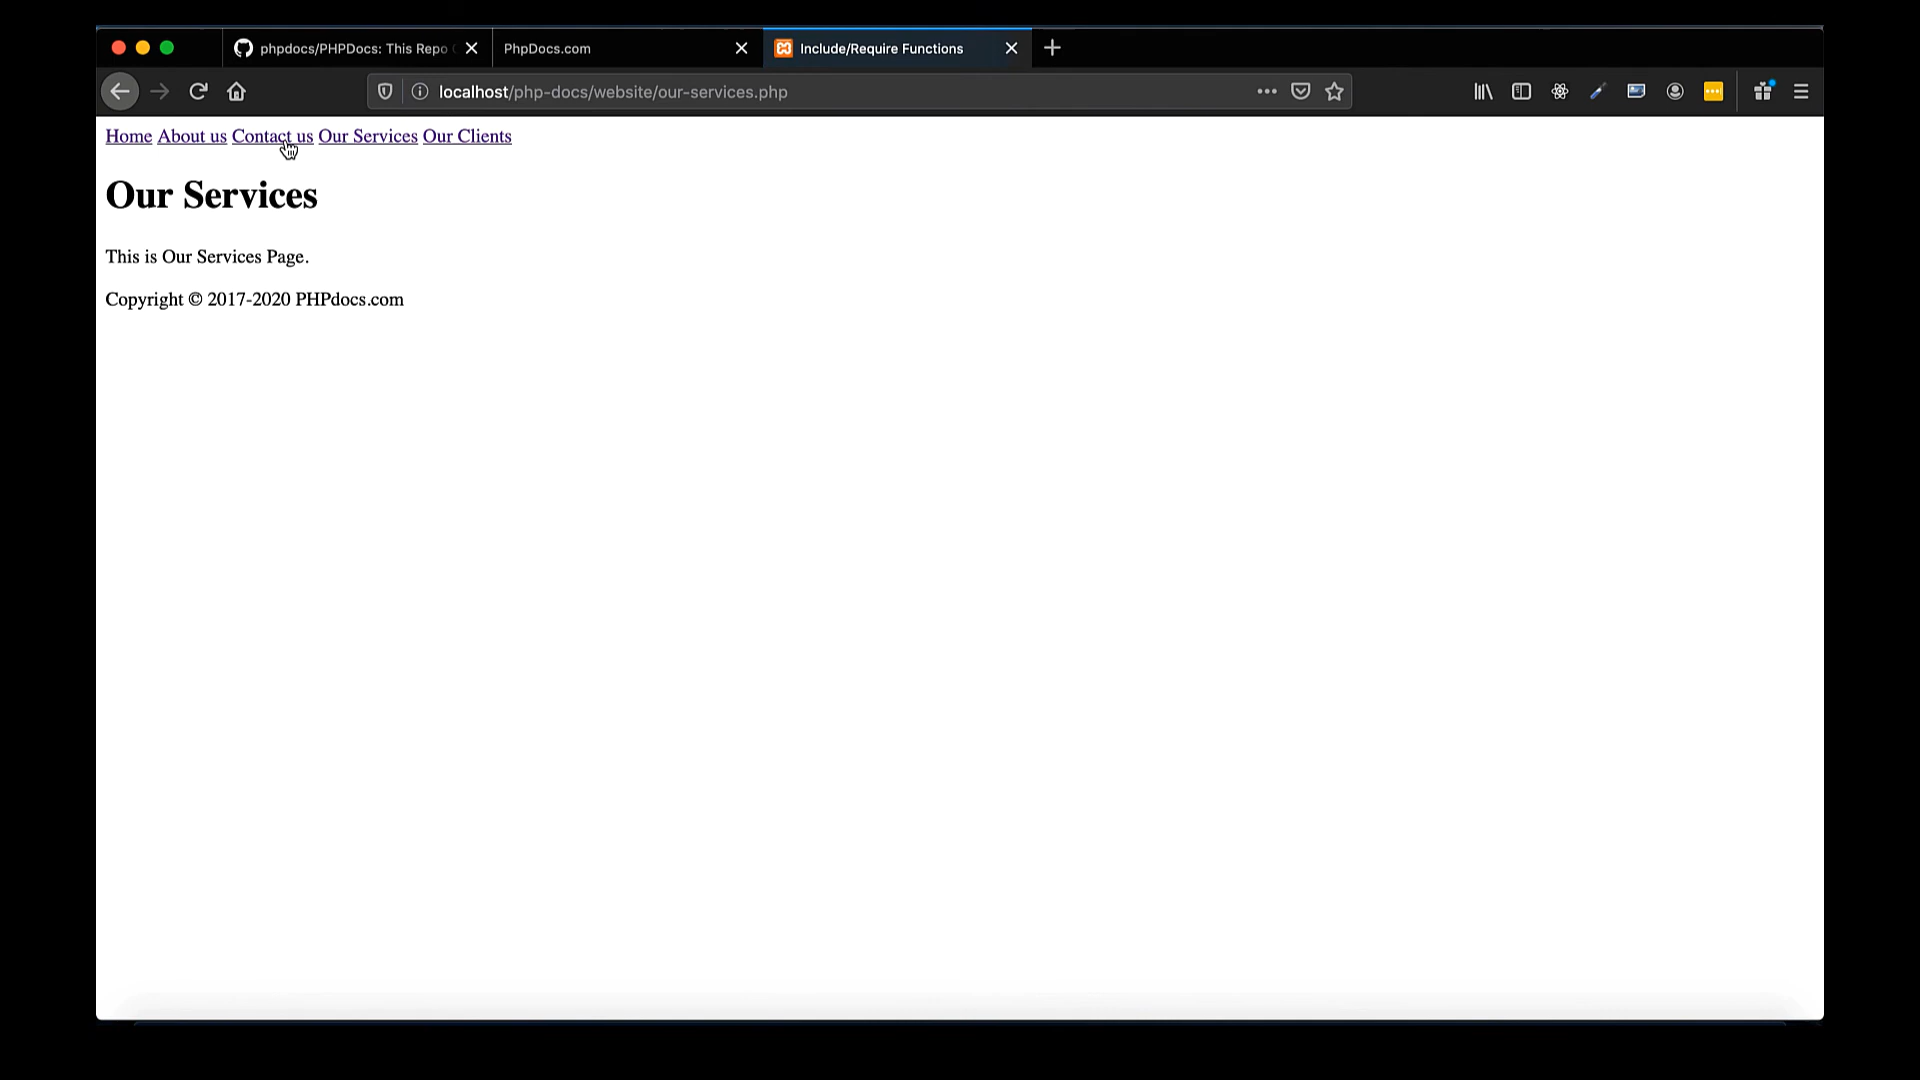 phpdocs/PHPDocs: This Repo
PhpDocs.com
Include/Require Functions
localhost/php-docs/website/our-services.php
Home About us Contact us Our Services Our Clients
Our Services
This is Our Services Page.
Copyright © 2017-2020 PHPdocs.com